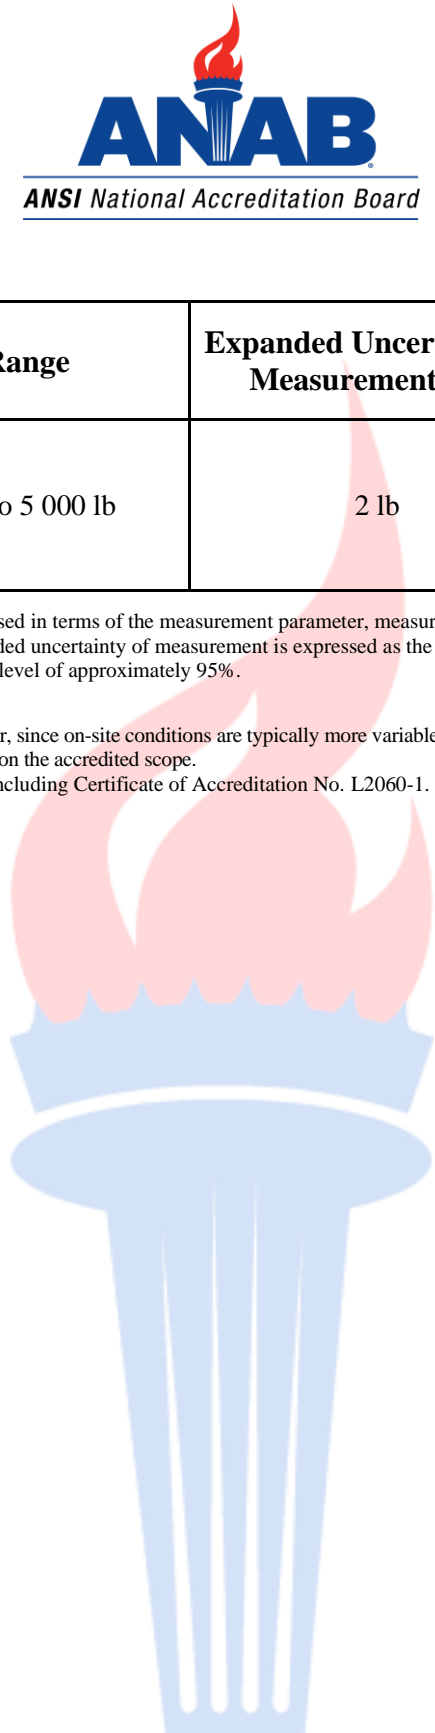 ANAB
ANSI National Accreditation Board
Range
Expanded Uncer
Measurement
o 5 000 lb
2 lb
sed in terms of the measurement parameter, measur
ded uncertainty of measurement is expressed as the
level of approximately 95%.
r, since on-site conditions are typically more variable
on the accredited scope.
ncluding Certificate of Accreditation No. L2060-1.